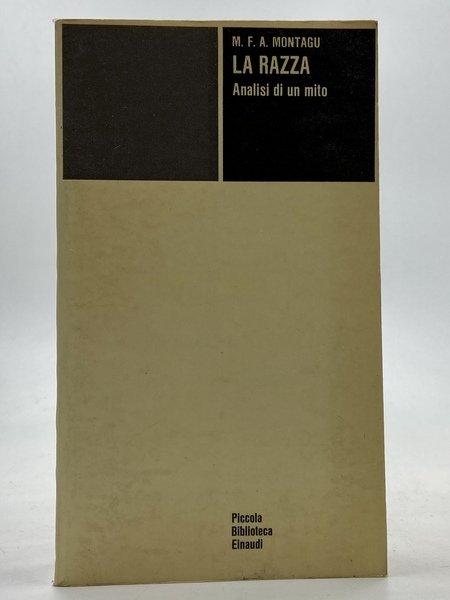 M. F. A. MONTAGU
LA RAZZA
Analisi di un mito
Piccola
Biblioteca
Einaudi